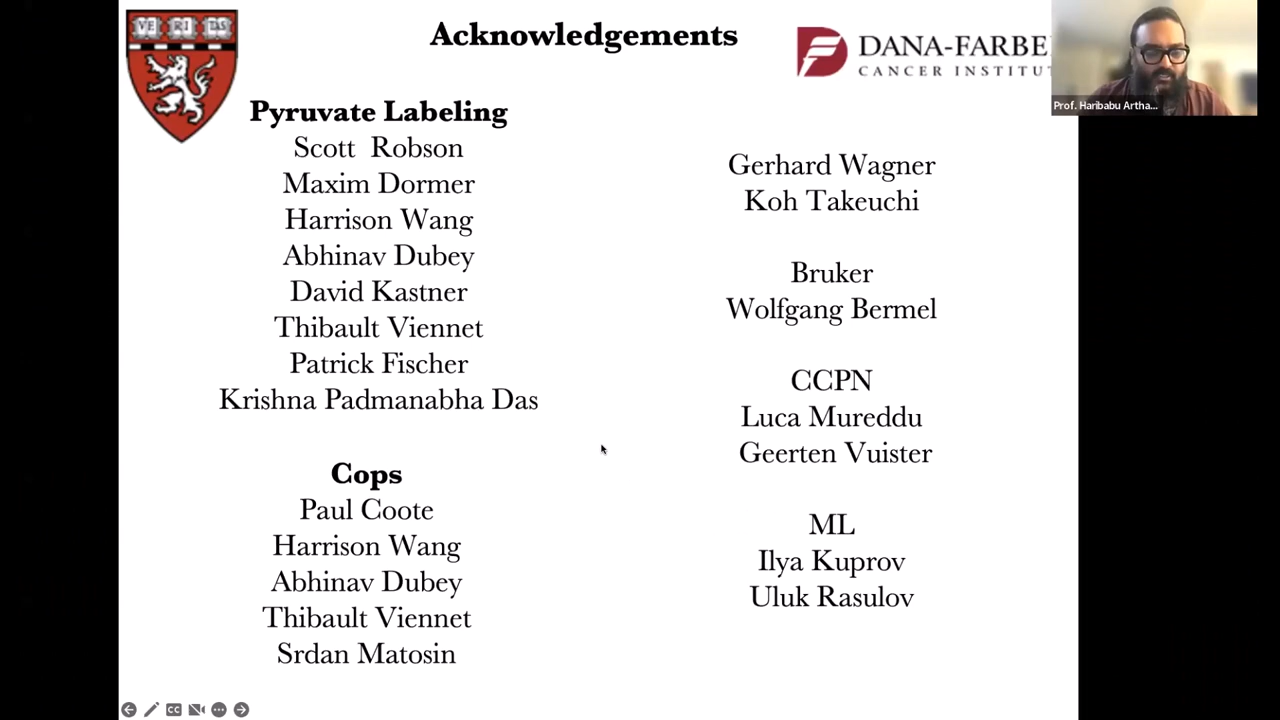 VE RI TAS
Acknowledgements
DANA-FARBE
CANCER INSTITUT
Prof. Haribabu Artha...
Pyruvate Labeling
Scott Robson
Maxim Dormer
Harrison Wang
Abhinav Dubey
David Kastner
Thibault Viennet
Patrick Fischer
Krishna Padmanabha Das
Cops
Paul Coote
Harrison Wang
Abhinav Dubey
Thibault Viennet
Srdan Matosin
Gerhard Wagner
Koh Takeuchi
Bruker
Wolfgang Bermel
CCPN
Luca Mureddu
Geerten Vuister
ML
Ilya Kuprov
Uluk Rasulov
CC